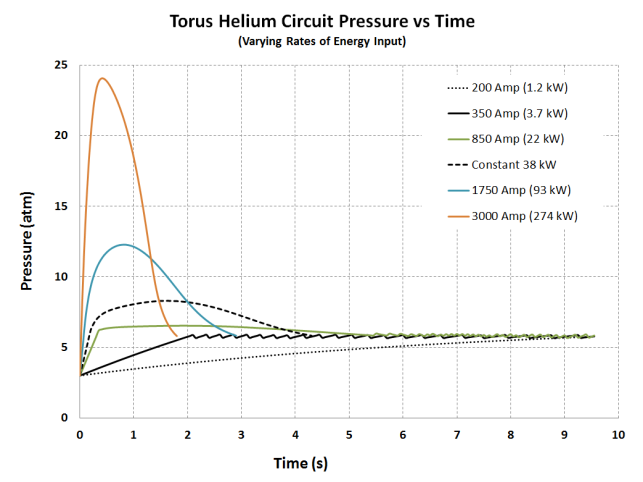 Torus Helium Circuit Pressure vs Time
(Varying Rates of Energy Input)
25
20
15
10
5
0
Pressure (atm)
200 Amp (1.2 kW)
350 Amp (3.7 kW)
850 Amp (22 kW)
Constant 38 kW
1750 Amp (93 kW)
3000 Amp (274 kW)
0 1 2 3 4 5 6 7 8 9 10
Time (s)